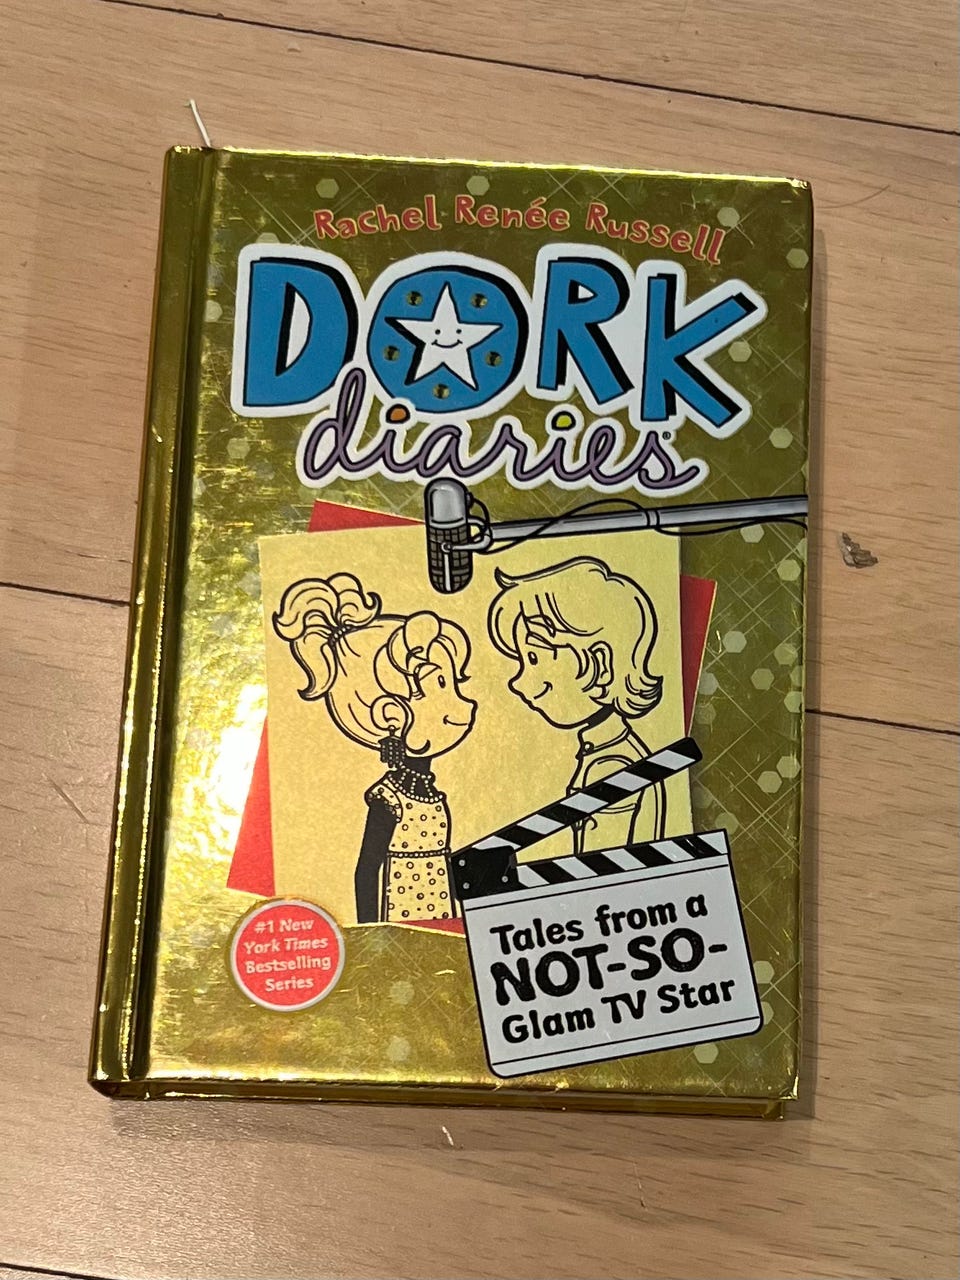 Rachel Renée Russell
DORK
diaries®
#1 New
York Times
Bestselling
Series
Tales from a
NOT-SO-
Glam TV Star